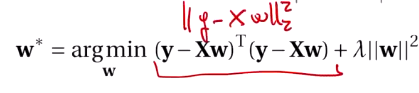 ||y-Xw||₂²
w* = argmin (y − Xw)ᵀ(y − Xw) + λ||w||²
w